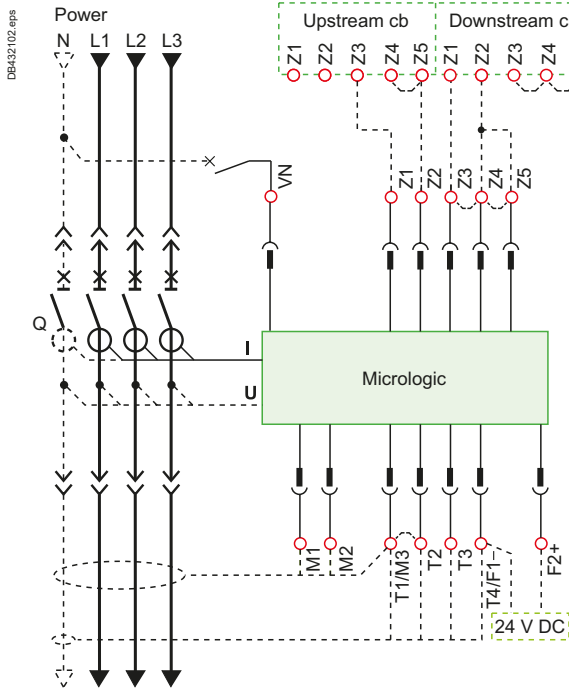 DB432102.eps
Power
N L1 L2 L3
Upstream cb
Z1 Z2 Z3 Z4 Z5
Downstream c
Z1 Z2 Z3 Z4
VN
Z1 Z2 Z3 Z4 Z5
Q
I
U
Micrologic
M1 M2 T1/M3 T2 T3 T4/F1– F2+
24 V DC